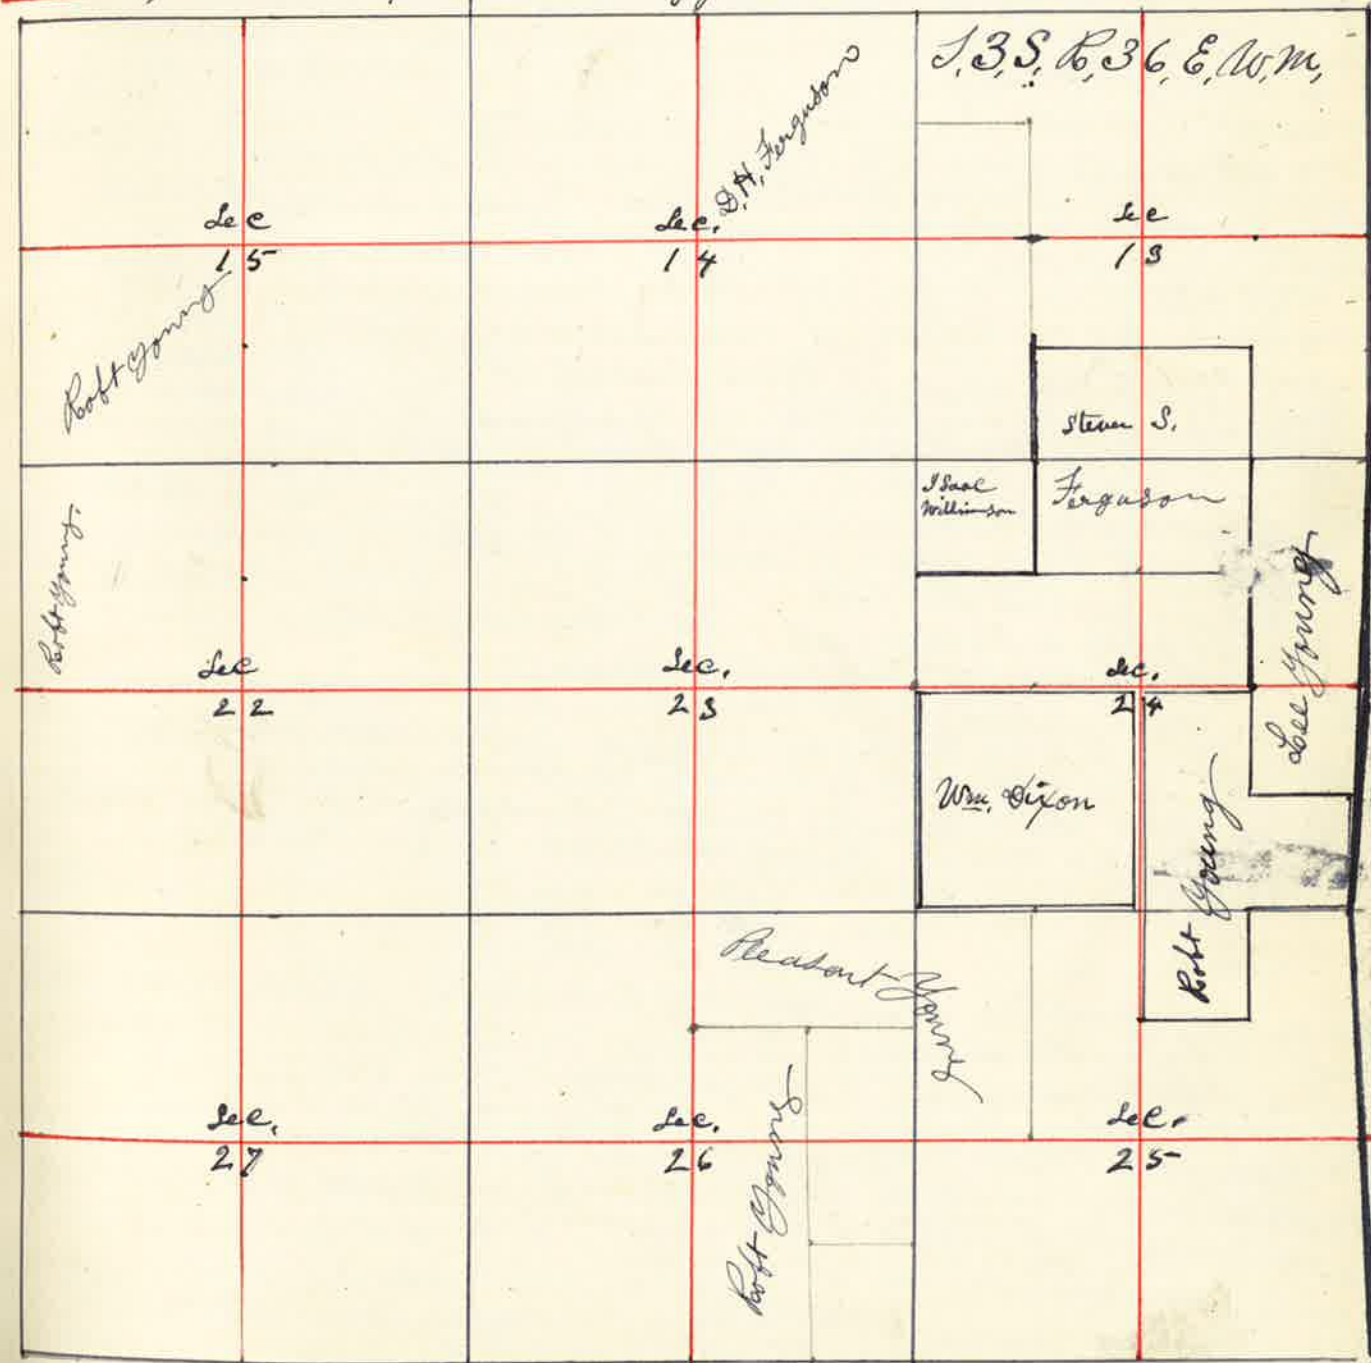 T.3,S, R,36,E,W,M,
D.H, Ferguson
Sec
15
Sec.
14
Sec
13
Robt Young
Steven S.
Ferguson
Isaac
Wilkinson
Robt Young.
Lee Young
Sec
22
Sec.
23
Sec.
24
Wm. Dixon
Robt Young
Pleasant Young
Sec.
27
Sec.
26
Sec.
25
Robt Young